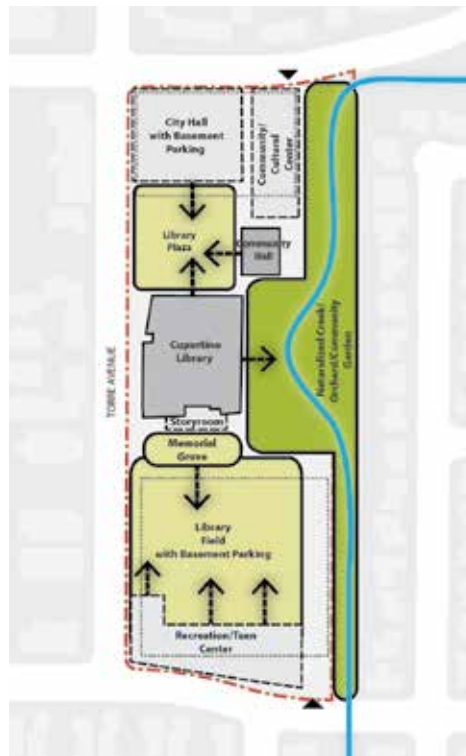 City Hall
with Basement
Parking
Community/
Cultural
Center
Library
Plaza
Community
Hall
Cupertino
Library
Naturalized Creek/
Orchard/Community
Garden
TORRE AVENUE
Storyroom
Memorial
Grove
Library
Field
with Basement Parking
Recreation/Teen
Center